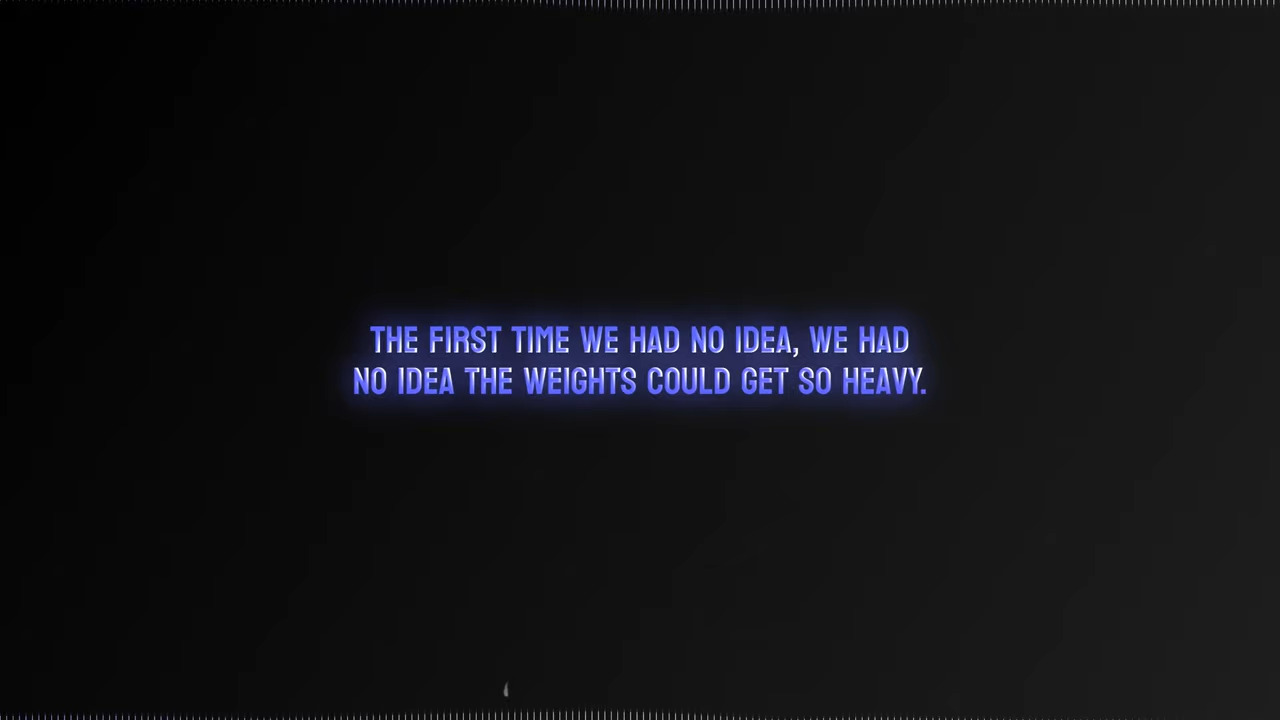 THE FIRST TIME WE HAD NO IDEA, WE HAD
NO IDEA THE WEIGHTS COULD GET SO HEAVY.